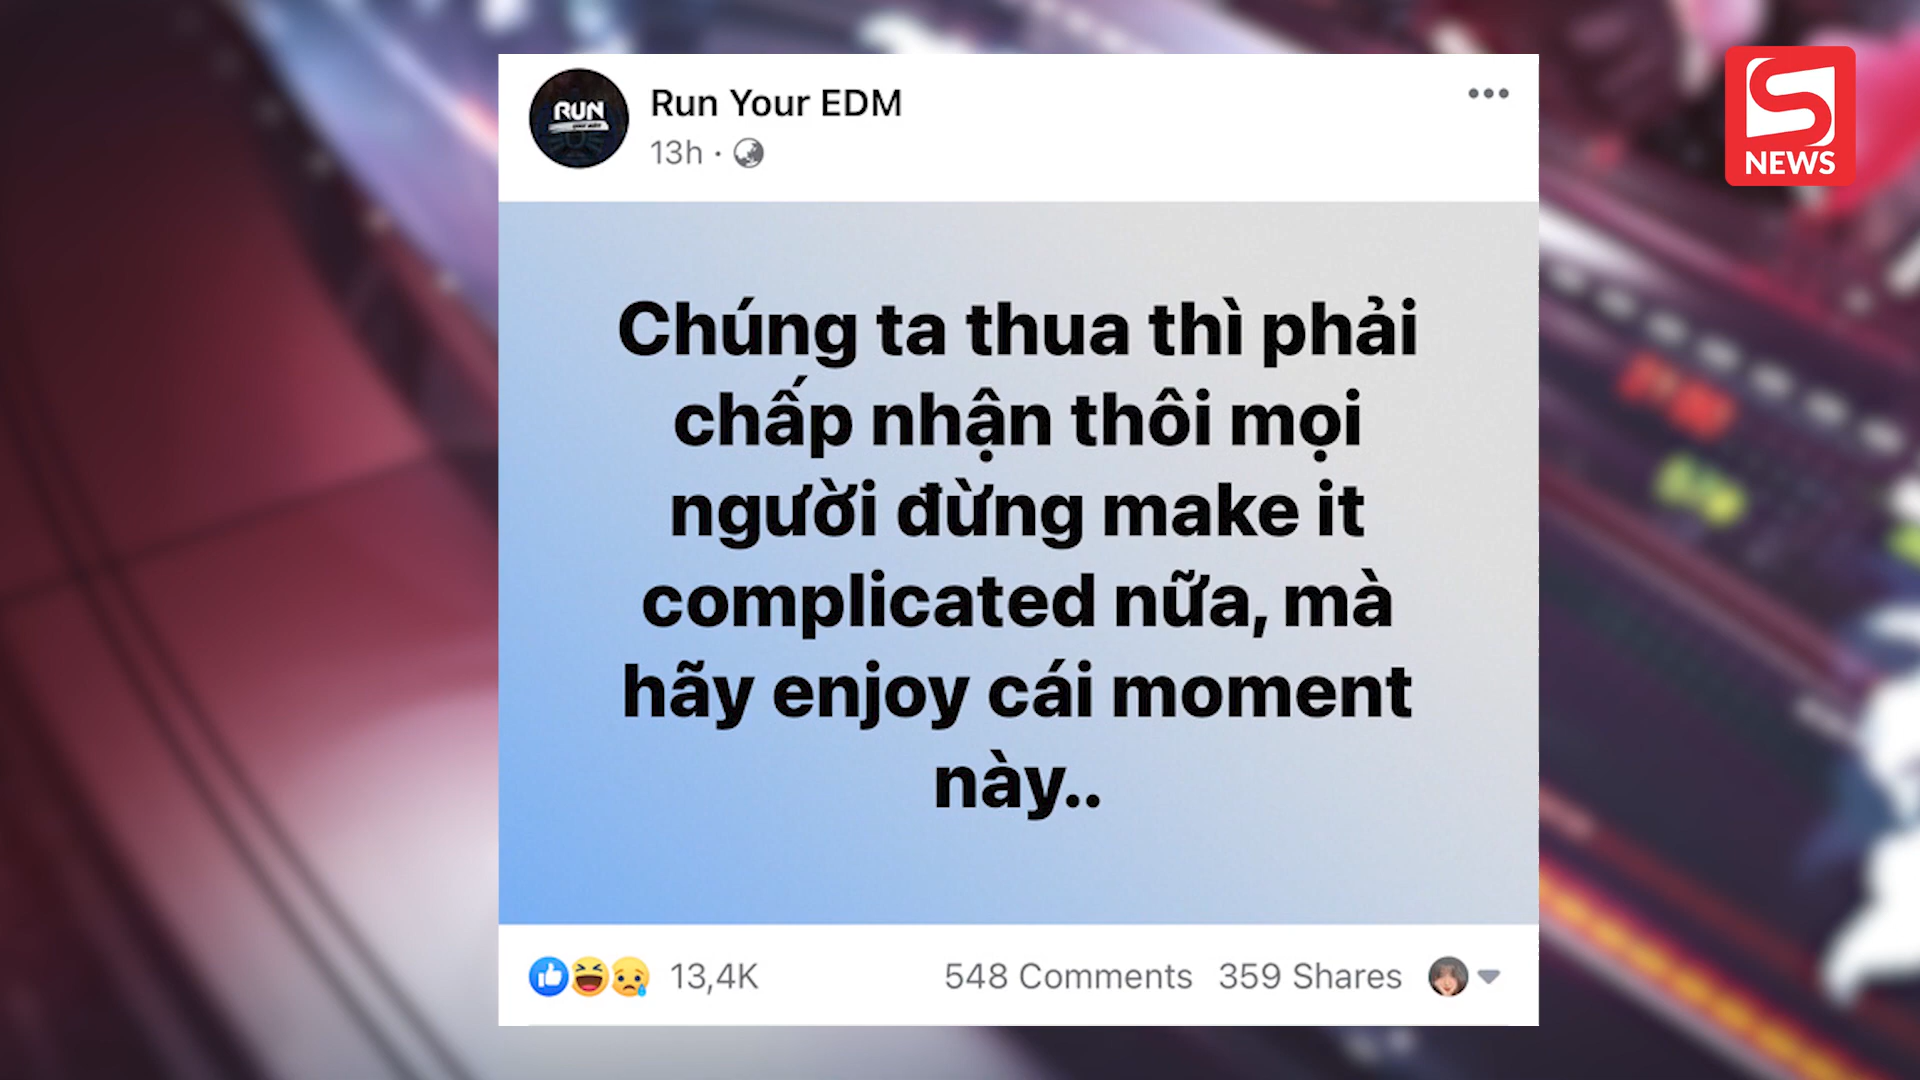 Run Your EDM
13h ·
RUN
NEWS
Chúng ta thua thì phải
chấp nhận thôi mọi
người đừng make it
complicated nữa, mà
hãy enjoy cái moment
này..
13,4K
548 Comments 359 Shares